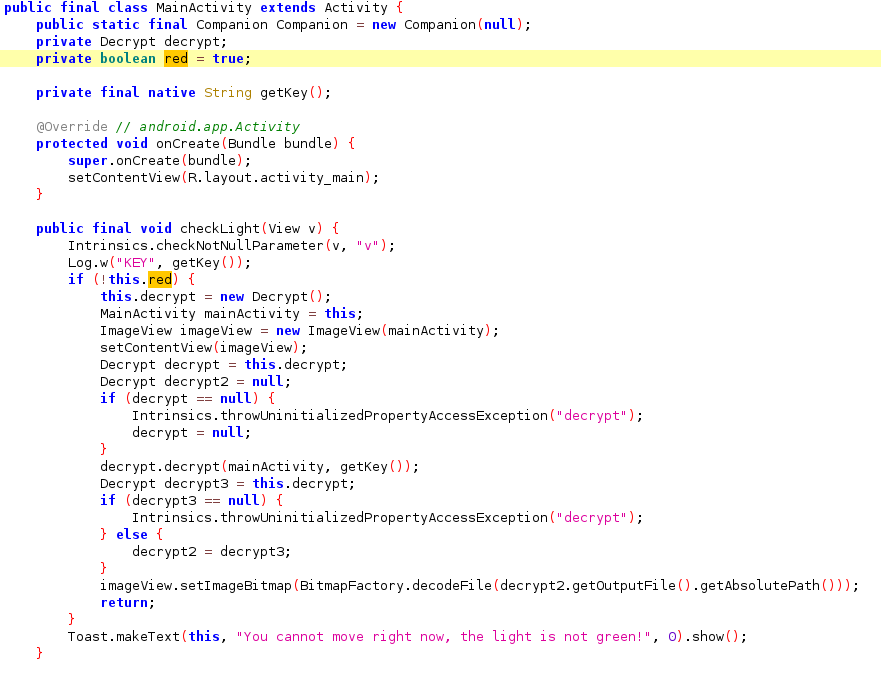 public final class MainActivity extends Activity {
    public static final Companion Companion = new Companion(null);
    private Decrypt decrypt;
    private boolean red = true;

    private final native String getKey();

    @Override // android.app.Activity
    protected void onCreate(Bundle bundle) {
        super.onCreate(bundle);
        setContentView(R.layout.activity_main);
    }

    public final void checkLight(View v) {
        Intrinsics.checkNotNullParameter(v, "v");
        Log.w("KEY", getKey());
        if (!this.red) {
            this.decrypt = new Decrypt();
            MainActivity mainActivity = this;
            ImageView imageView = new ImageView(mainActivity);
            setContentView(imageView);
            Decrypt decrypt = this.decrypt;
            Decrypt decrypt2 = null;
            if (decrypt == null) {
                Intrinsics.throwUninitializedPropertyAccessException("decrypt");
                decrypt = null;
            }
            decrypt.decrypt(mainActivity, getKey());
            Decrypt decrypt3 = this.decrypt;
            if (decrypt3 == null) {
                Intrinsics.throwUninitializedPropertyAccessException("decrypt");
            } else {
                decrypt2 = decrypt3;
            }
            imageView.setImageBitmap(BitmapFactory.decodeFile(decrypt2.getOutputFile().getAbsolutePath()));
            return;
        }
        Toast.makeText(this, "You cannot move right now, the light is not green!", 0).show();
    }